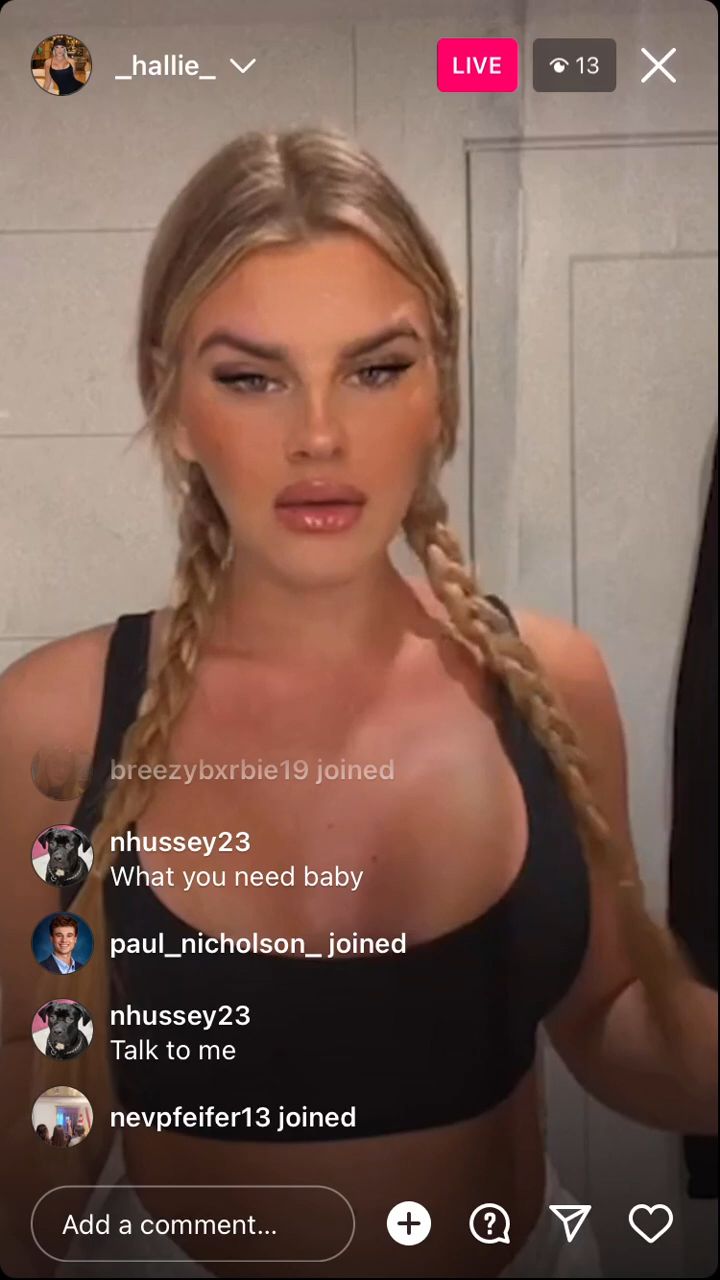 _hallie_
LIVE
13
breezybxrbie19 joined
nhussey23
What you need baby
paul_nicholson_ joined
nhussey23
Talk to me
nevpfeifer13 joined
Add a comment...